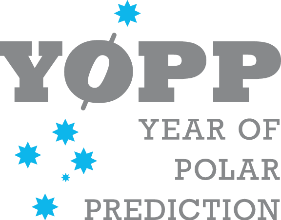 YØPP
YEAR OF
POLAR
PREDICTION